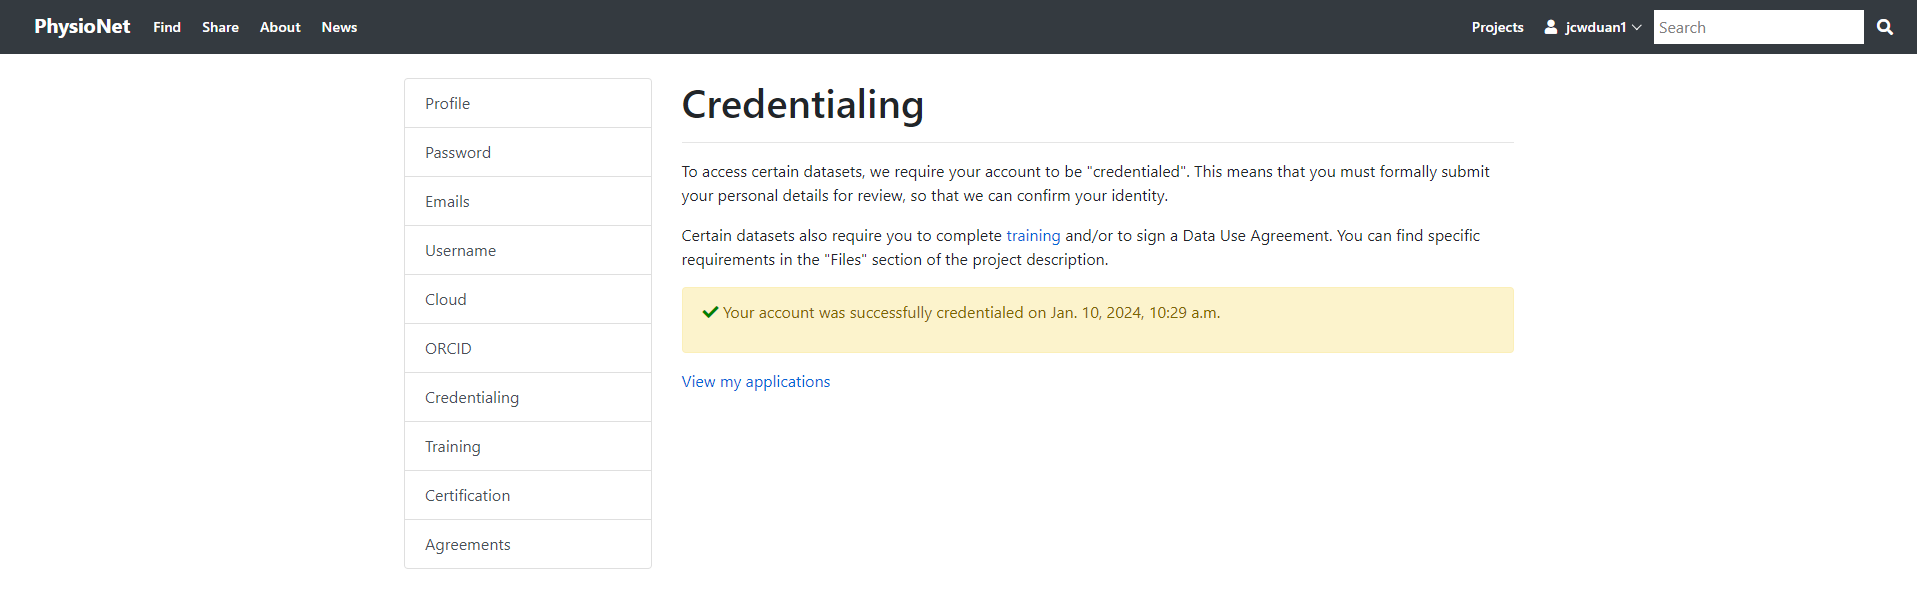 PhysioNet Find Share About News Projects jcwduan1 Search
Profile
Password
Emails
Username
Cloud
ORCID
Credentialing
Training
Certification
Agreements
Credentialing
To access certain datasets, we require your account to be "credentialed". This means that you must formally submit
your personal details for review, so that we can confirm your identity.
Certain datasets also require you to complete training and/or to sign a Data Use Agreement. You can find specific
requirements in the "Files" section of the project description.
Your account was successfully credentialed on Jan. 10, 2024, 10:29 a.m.
View my applications